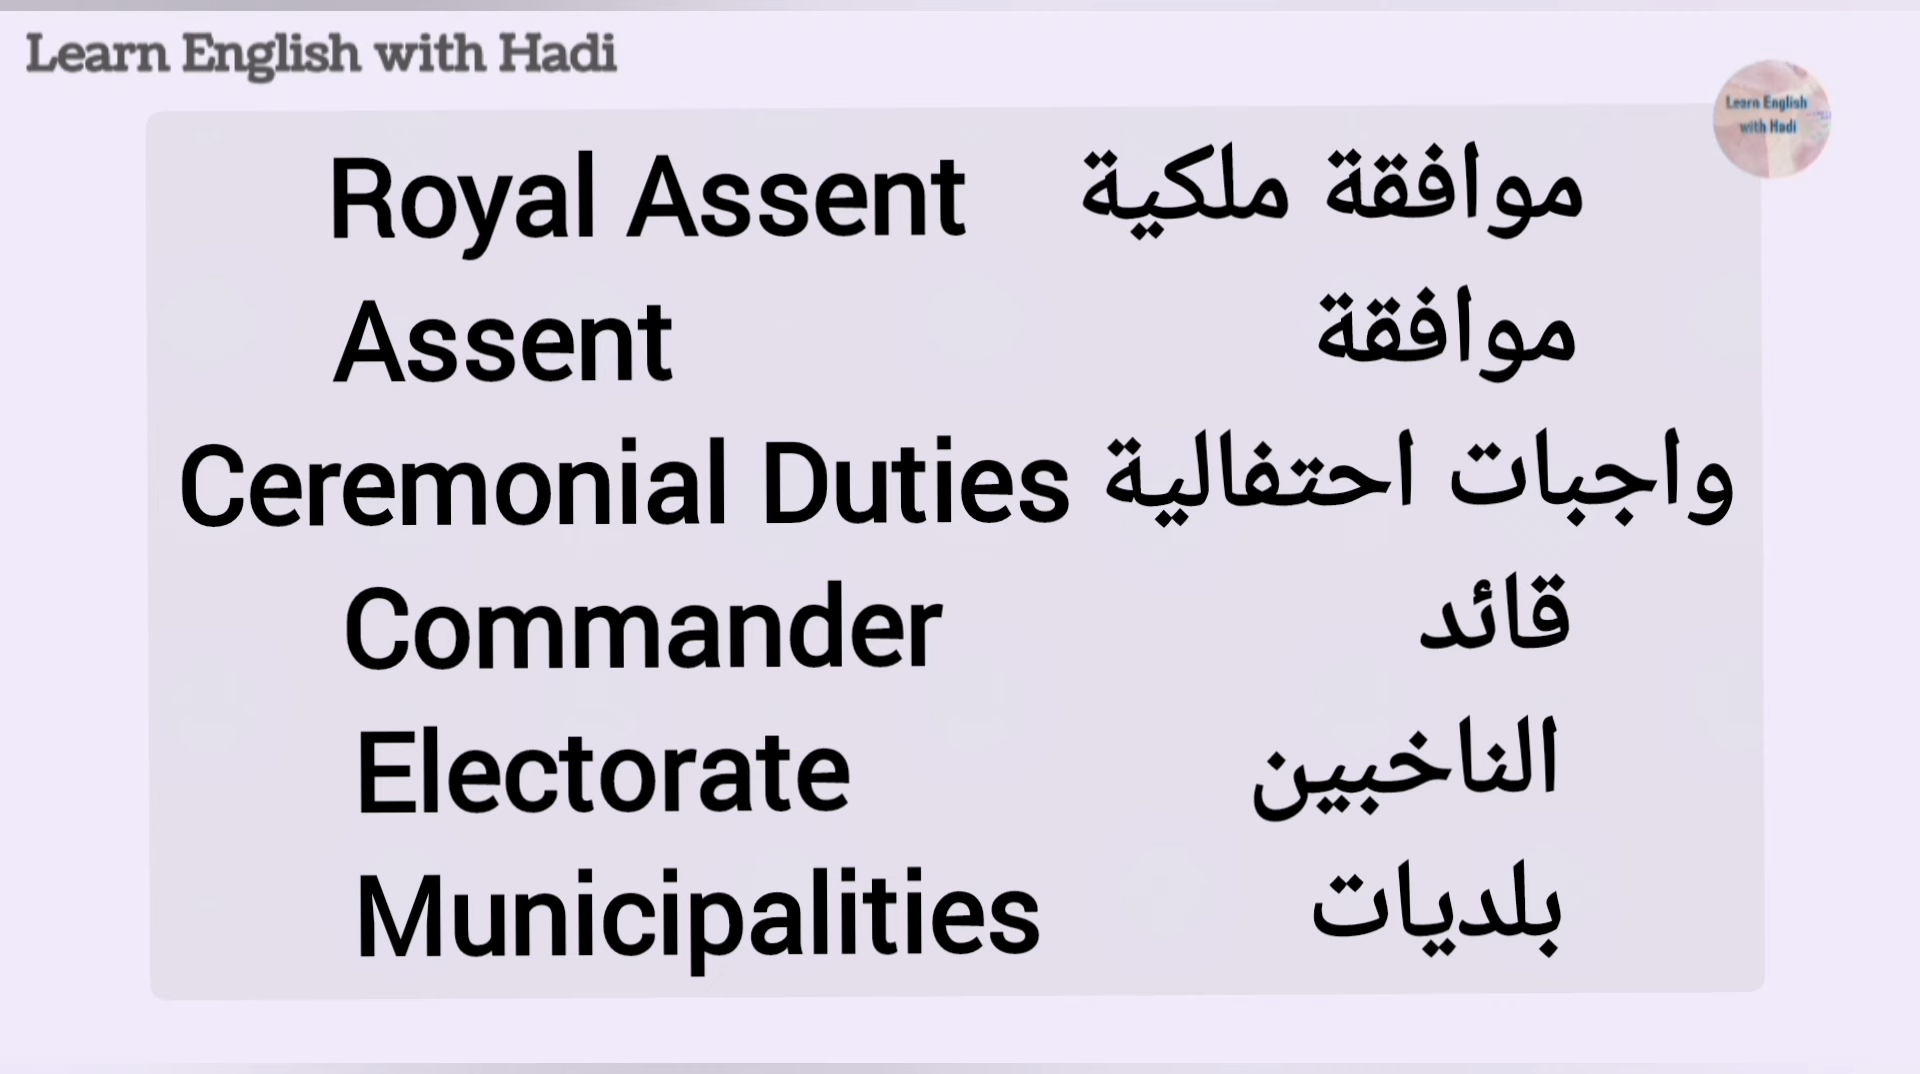 Learn English with Hadi
Learn English
with Hadi
Royal Assent موافقة ملكية
Assent موافقة
Ceremonial Duties واجبات احتفالية
Commander قائد
Electorate الناخبين
Municipalities بلديات